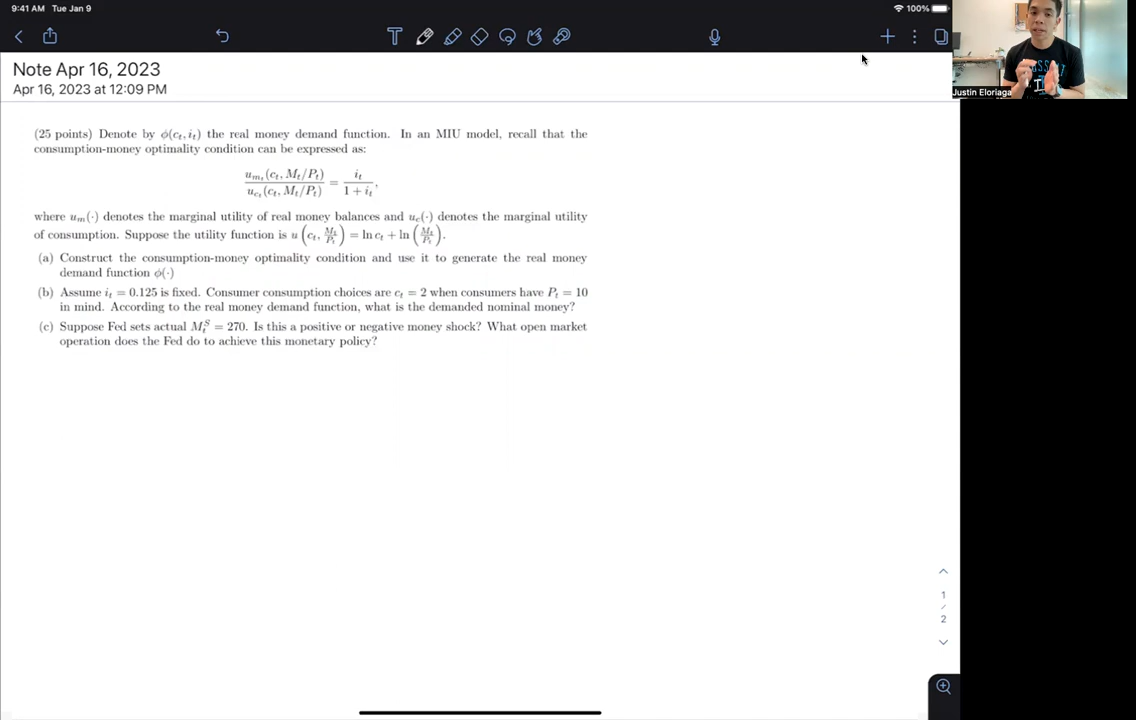 9:41 AM Tue Jan 9
100%
Note Apr 16, 2023
Apr 16, 2023 at 12:09 PM
Justin Eloriaga
(25 points) Denote by ϕ(c_t, i_t) the real money demand function. In an MIU model, recall that the
consumption-money optimality condition can be expressed as:
u_{m_t}(c_t, M_t/P_t) / u_{c_t}(c_t, M_t/P_t) = i_t / (1 + i_t),
where u_m(·) denotes the marginal utility of real money balances and u_c(·) denotes the marginal utility
of consumption. Suppose the utility function is u(c_t, M_t/P_t) = ln c_t + ln(M_t/P_t).
(a) Construct the consumption-money optimality condition and use it to generate the real money
demand function ϕ(·)
(b) Assume i_t = 0.125 is fixed. Consumer consumption choices are c_t = 2 when consumers have P_t = 10
in mind. According to the real money demand function, what is the demanded nominal money?
(c) Suppose Fed sets actual M_t^S = 270. Is this a positive or negative money shock? What open market
operation does the Fed do to achieve this monetary policy?
1
/
2